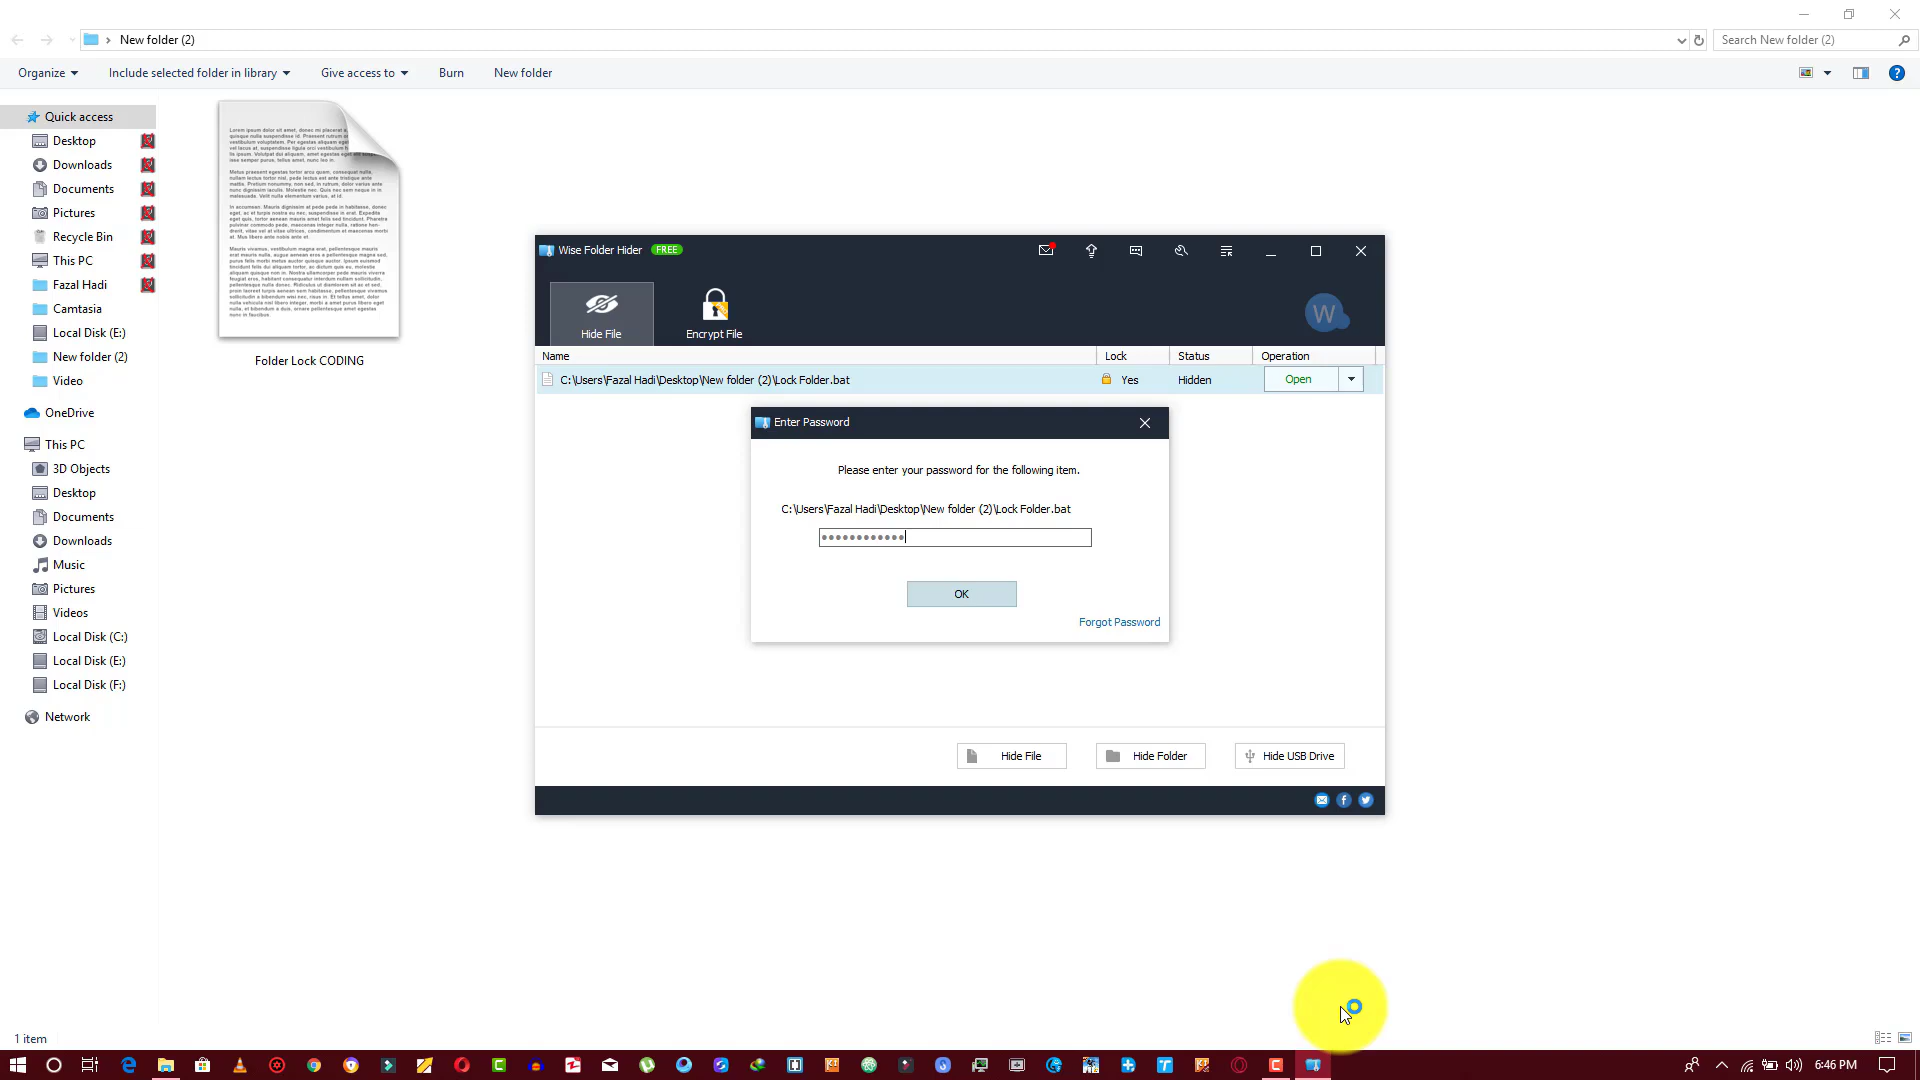 New folder (2)
Search New folder (2)
Organize
Include selected folder in library
Give access to
Burn
New folder
Quick access
Desktop
Downloads
Documents
Pictures
Recycle Bin
This PC
Fazal Hadi
Camtasia
Local Disk (E:)
New folder (2)
Video
OneDrive
This PC
3D Objects
Desktop
Documents
Downloads
Music
Pictures
Videos
Local Disk (C:)
Local Disk (E:)
Local Disk (F:)
Network
Folder Lock CODING
Wise Folder Hider FREE
Hide File
Encrypt File
W
Name Lock Status Operation
C:\Users\Fazal Hadi\Desktop\New folder (2)\Lock Folder.bat Yes Hidden Open
Enter Password
Please enter your password for the following item.
C:\Users\Fazal Hadi\Desktop\New folder (2)\Lock Folder.bat
OK
Forgot Password
Hide File
Hide Folder
Hide USB Drive
1 item
6:46 PM